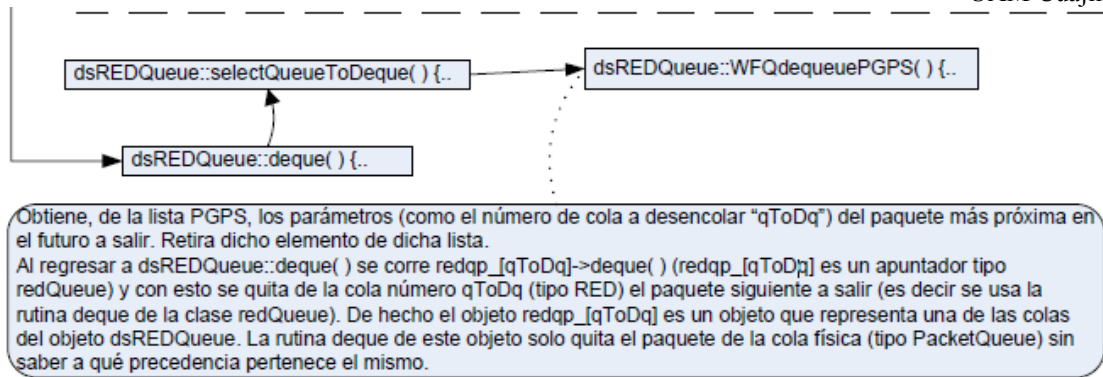 dsREDQueue::selectQueueToDeque( ) {..
dsREDQueue::WFQdequeuePGPS( ) {..
dsREDQueue::deque( ) {..
Obtiene, de la lista PGPS, los parámetros (como el número de cola a desencolar “qToDq”) del paquete más próxima en
el futuro a salir. Retira dicho elemento de dicha lista.
Al regresar a dsREDQueue::deque( ) se corre redqp_[qToDq]->deque( ) (redqp_[qToDq] es un apuntador tipo
redQueue) y con esto se quita de la cola número qToDq (tipo RED) el paquete siguiente a salir (es decir se usa la
rutina deque de la clase redQueue). De hecho el objeto redqp_[qToDq] es un objeto que representa una de las colas
del objeto dsREDQueue. La rutina deque de este objeto solo quita el paquete de la cola física (tipo PacketQueue) sin
saber a qué precedencia pertenece el mismo.